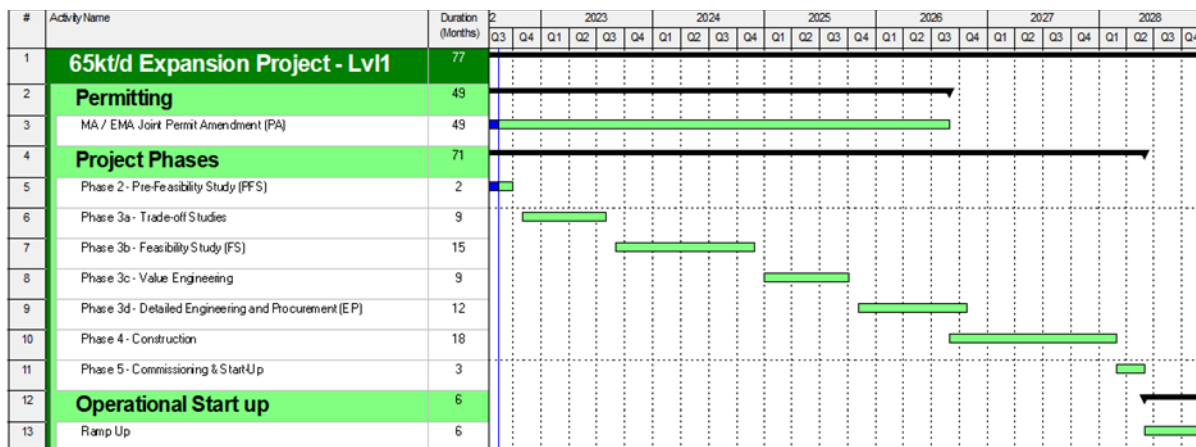 # Activity Name Duration (Months) 2 2023 2024 2025 2026 2027 2028
Q3 Q4 Q1 Q2 Q3 Q4 Q1 Q2 Q3 Q4 Q1 Q2 Q3 Q4 Q1 Q2 Q3 Q4 Q1 Q2 Q3 Q4 Q1 Q2 Q3 Q4
1 65kt/d Expansion Project - Lvl1 77
2 Permitting 49
3 MA / EMA Joint Permit Amendment (PA) 49
4 Project Phases 71
5 Phase 2 - Pre-Feasibility Study (PFS) 2
6 Phase 3a - Trade-off Studies 9
7 Phase 3b - Feasibility Study (FS) 15
8 Phase 3c - Value Engineering 9
9 Phase 3d - Detailed Engineering and Procurement (EP) 12
10 Phase 4 - Construction 18
11 Phase 5 - Commissioning & Start-Up 3
12 Operational Start up 6
13 Ramp Up 6